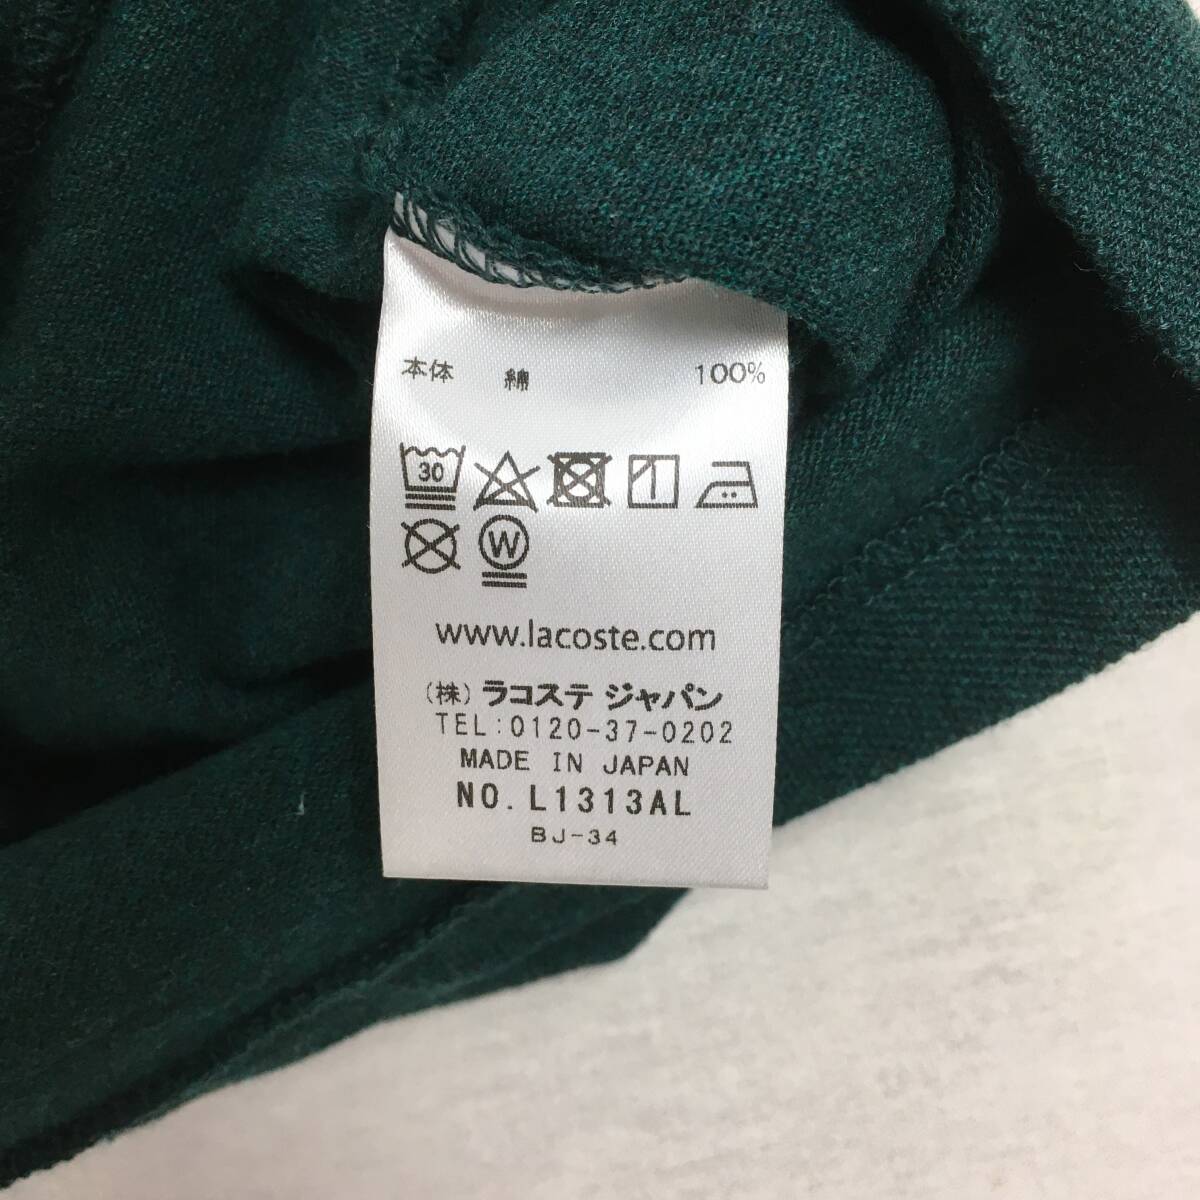 本体 綿 100%
30
W
www.lacoste.com
(株) ラコステ ジャパン
TEL:0120-37-0202
MADE IN JAPAN
NO. L1313AL
BJ-34